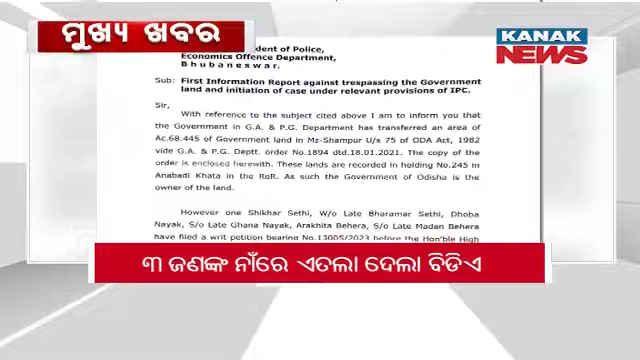 ମୁଖ୍ୟ ଖବର
KANAK
NEWS
dent of Police,
Economics Offence Department,
Bhubaneswar.
Sub: First Information Report against trespassing the Government
land and initiation of case under relevant provisions of IPC.
Sir,
With reference to the subject cited above I am to inform you that
the Government in G.A. & P.G. Department has transferred an area of
Ac.68.445 of Government land in Mz-Shampur U/s 75 of ODA Act, 1982
vide G.A. & P.G. Deptt. order No.1894 dtd.18.01.2021. The copy of the
order is enclosed herewith. These lands are recorded in holding No.245 in
Anabadi Khata in the RoR. As such the Government of Odisha is the
owner of the land.
However one Shikhar Sethi, W/o Late Bharamar Sethi, Dhoba
Nayak, S/o Late Ghana Nayak, Arakhita Behera, S/o Late Madan Behera
have filed a writ petition bearing No.13005/2023 before the Hon'ble High
୩ ଜଣଙ୍କ ନାଁରେ ଏତଲା ଦେଲା ବିଡିଏ